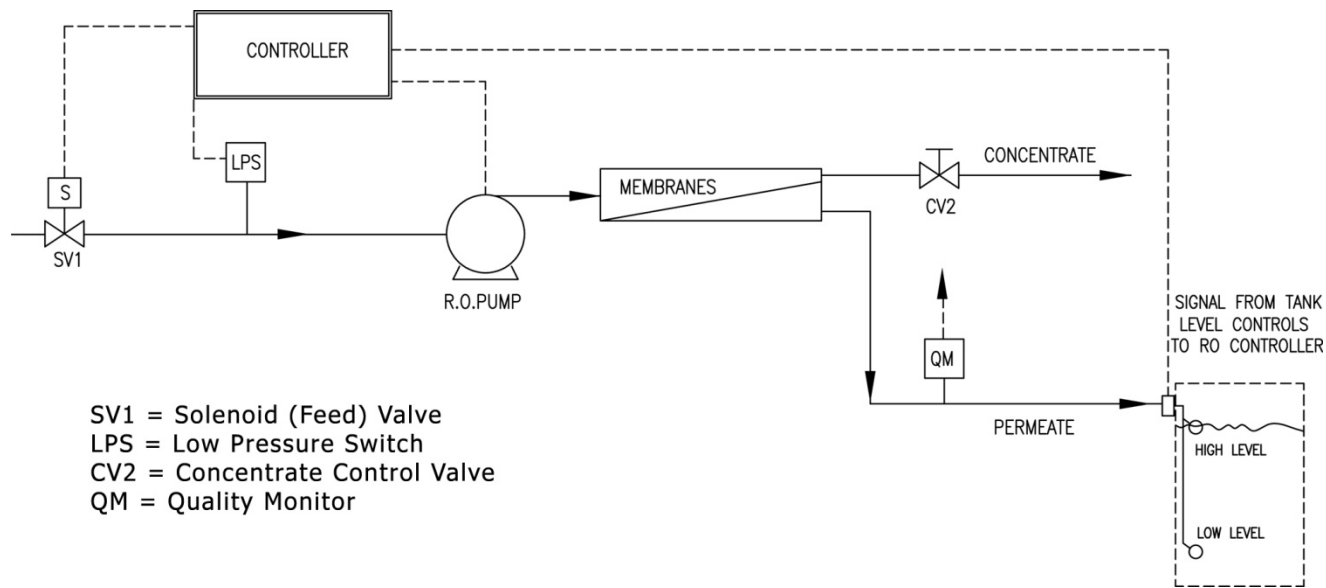 CONTROLLER
LPS
S
SV1
R.O.PUMP
MEMBRANES
CONCENTRATE
CV2
QM
PERMEATE
SIGNAL FROM TANK
LEVEL CONTROLS
TO RO CONTROLLER
HIGH LEVEL
LOW LEVEL
SV1 = Solenoid (Feed) Valve
LPS = Low Pressure Switch
CV2 = Concentrate Control Valve
QM = Quality Monitor